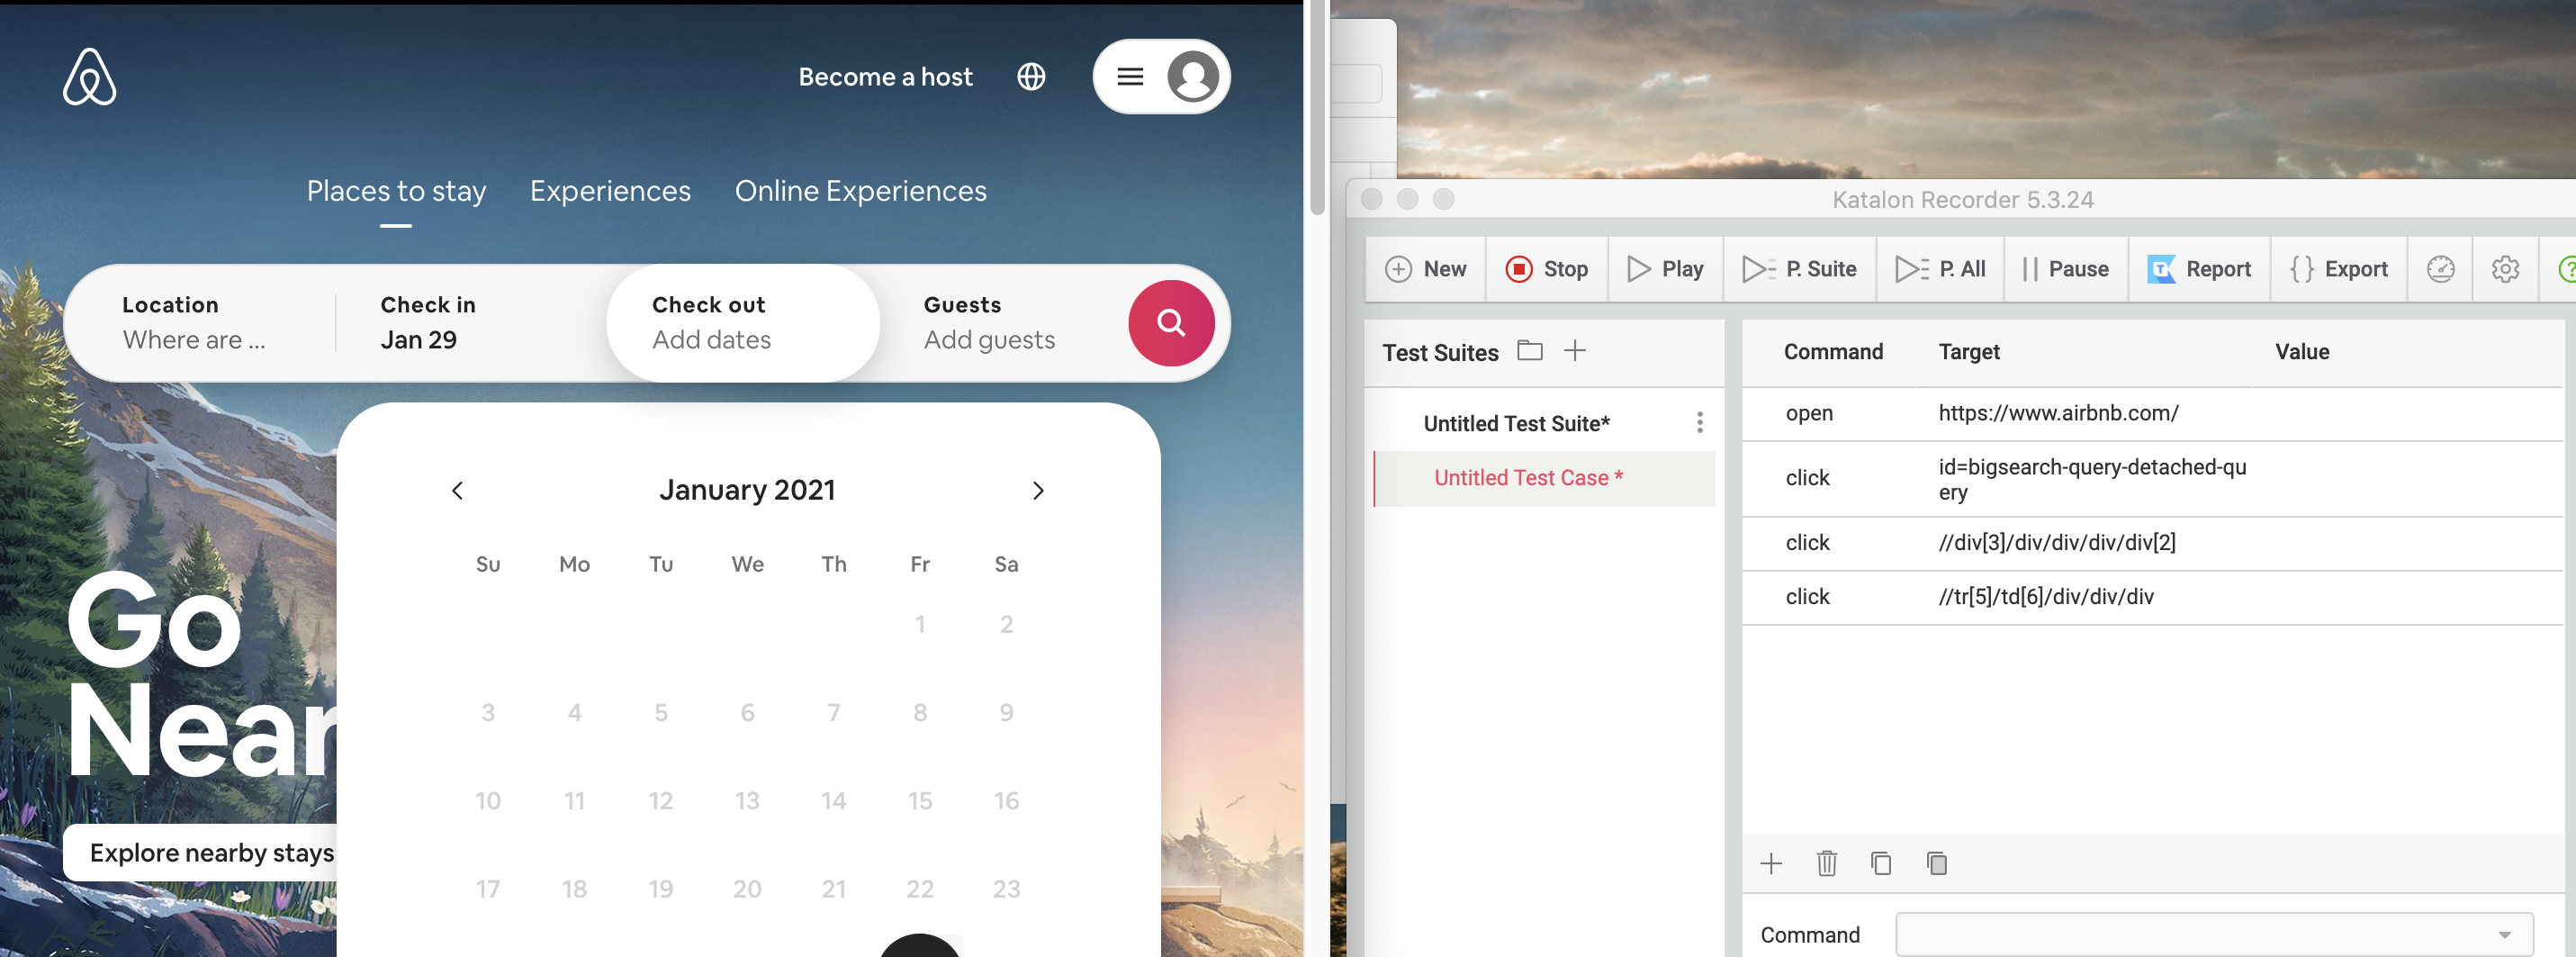 Become a host
Places to stay Experiences Online Experiences
Location Check in Check out Guests
Where are ... Jan 29 Add dates Add guests
January 2021
Su Mo Tu We Th Fr Sa
1 2
3 4 5 6 7 8 9
10 11 12 13 14 15 16
17 18 19 20 21 22 23
Go
Near
Explore nearby stays
Katalon Recorder 5.3.24
New Stop Play P. Suite P. All Pause Report Export
Test Suites
Untitled Test Suite*
Untitled Test Case *
Command Target Value
open https://www.airbnb.com/
click id=bigsearch-query-detached-qu
ery
click //div[3]/div/div/div/div[2]
click //tr[5]/td[6]/div/div/div
Command